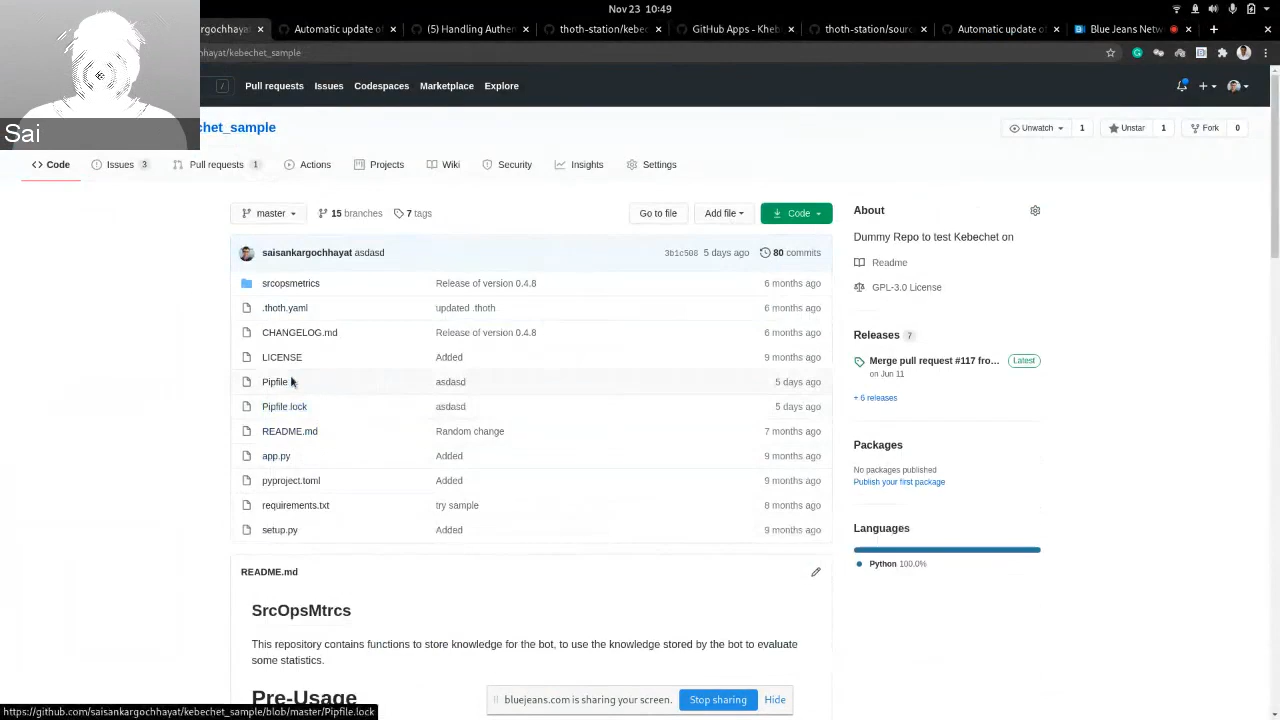 Nov 23 10:49
argochhayat/
Automatic update of
(5) Handling Authen
thoth-station/kebec
GitHub Apps - Kheb
thoth-station/sourc
Automatic update of
Blue Jeans Netw
hayat/kebechet_sample
/
Pull requests
Issues
Codespaces
Marketplace
Explore
Sai
chet_sample
Unwatch
1
Unstar
1
Fork
0
Code
Issues 3
Pull requests 1
Actions
Projects
Wiki
Security
Insights
Settings
master
15 branches
7 tags
Go to file
Add file
Code
saisankargochhayat asdasd
3b1c508 5 days ago
80 commits
srcopsmetrics Release of version 0.4.8 6 months ago
.thoth.yaml updated .thoth 6 months ago
CHANGELOG.md Release of version 0.4.8 6 months ago
LICENSE Added 9 months ago
Pipfile asdasd 5 days ago
Pipfile.lock asdasd 5 days ago
README.md Random change 7 months ago
app.py Added 9 months ago
pyproject.toml Added 9 months ago
requirements.txt try sample 8 months ago
setup.py Added 9 months ago
README.md
SrcOpsMtrcs
This repository contains functions to store knowledge for the bot, to use the knowledge stored by the bot to evaluate
some statistics.
Pre-Usage
About
Dummy Repo to test Kebechet on
Readme
GPL-3.0 License
Releases 7
Merge pull request #117 fro... Latest
on Jun 11
+ 6 releases
Packages
No packages published
Publish your first package
Languages
Python 100.0%
bluejeans.com is sharing your screen.
Stop sharing
Hide
https://github.com/saisankargochhayat/kebechet_sample/blob/master/Pipfile.lock